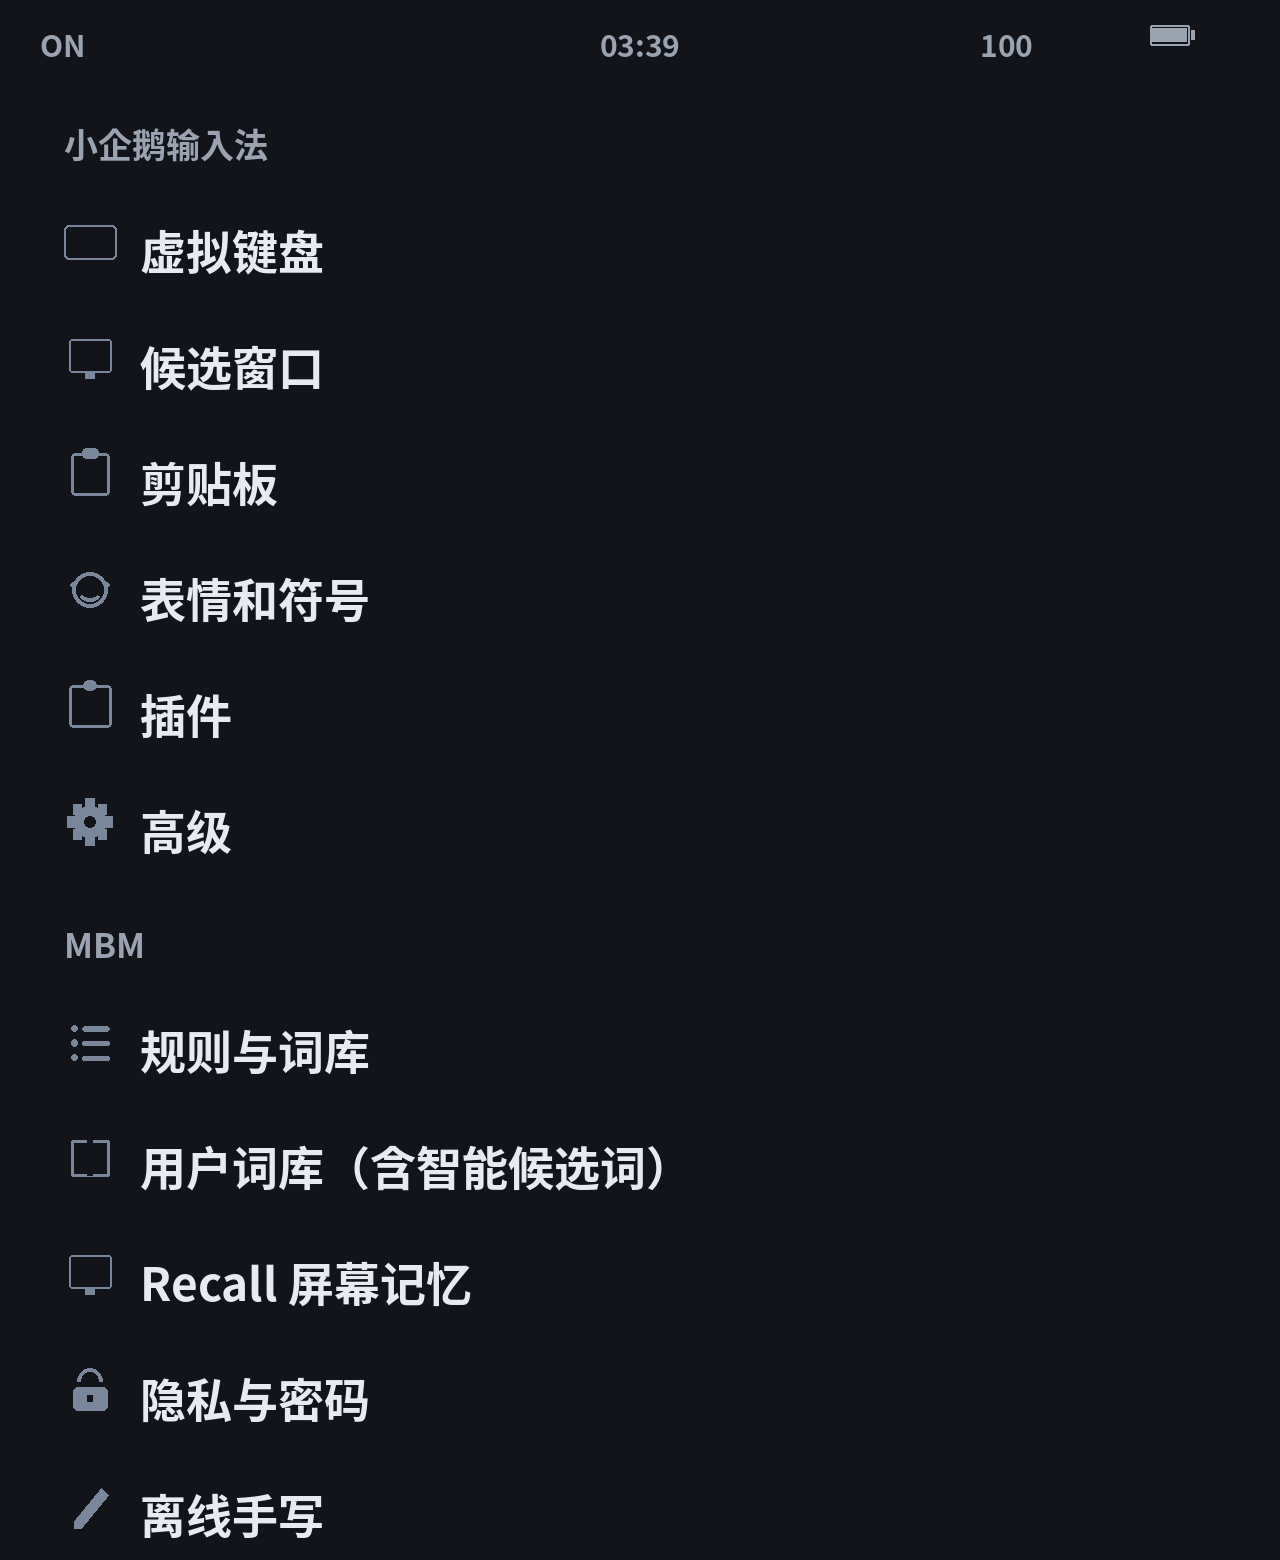 ON 03:39 100
小企鹅输入法
虚拟键盘
候选窗口
剪贴板
表情和符号
插件
高级
MBM
规则与词库
用户词库（含智能候选词）
Recall 屏幕记忆
隐私与密码
离线手写